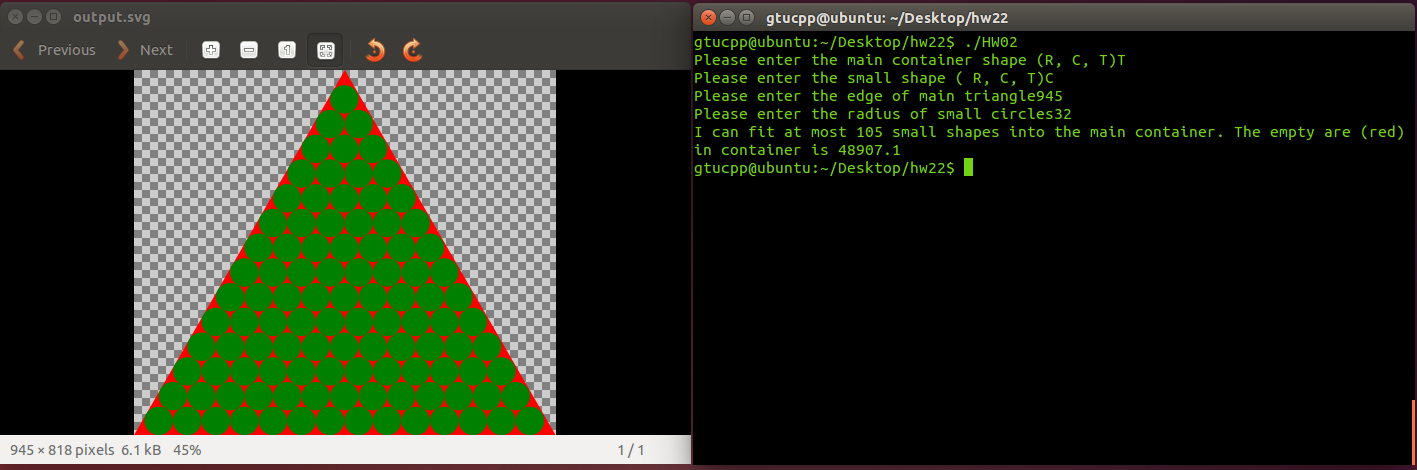 output.svg
Previous Next
945 × 818 pixels 6.1 kB 45% 1 / 1
gtucpp@ubuntu: ~/Desktop/hw22
gtucpp@ubuntu:~/Desktop/hw22$ ./HW02
Please enter the main container shape (R, C, T)T
Please enter the small shape ( R, C, T)C
Please enter the edge of main triangle945
Please enter the radius of small circles32
I can fit at most 105 small shapes into the main container. The empty are (red)
in container is 48907.1
gtucpp@ubuntu:~/Desktop/hw22$